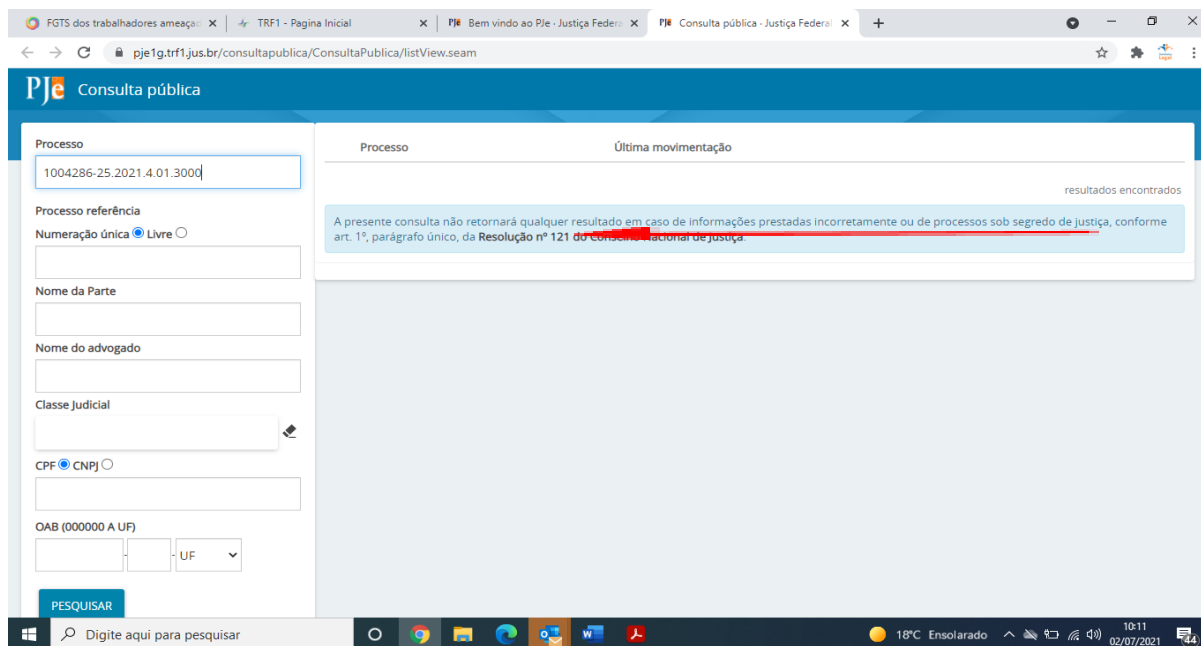 FGTS dos trabalhadores ameaçad
TRF1 - Pagina Inicial
Bem vindo ao PJe · Justiça Federa
Consulta pública · Justiça Federal
pje1g.trf1.jus.br/consultapublica/ConsultaPublica/listView.seam
PJe Consulta pública
Processo
1004286-25.2021.4.01.3000
Processo referência
Numeração única Livre
Nome da Parte
Nome do advogado
Classe Judicial
CPF CNPJ
OAB (000000 A UF)
- - UF
PESQUISAR
Processo Última movimentação
resultados encontrados
A presente consulta não retornará qualquer resultado em caso de informações prestadas incorretamente ou de processos sob segredo de justiça, conforme
art. 1º, parágrafo único, da Resolução nº 121 do Conselho Nacional de Justiça.
Digite aqui para pesquisar
18°C Ensolarado
10:11
02/07/2021
44